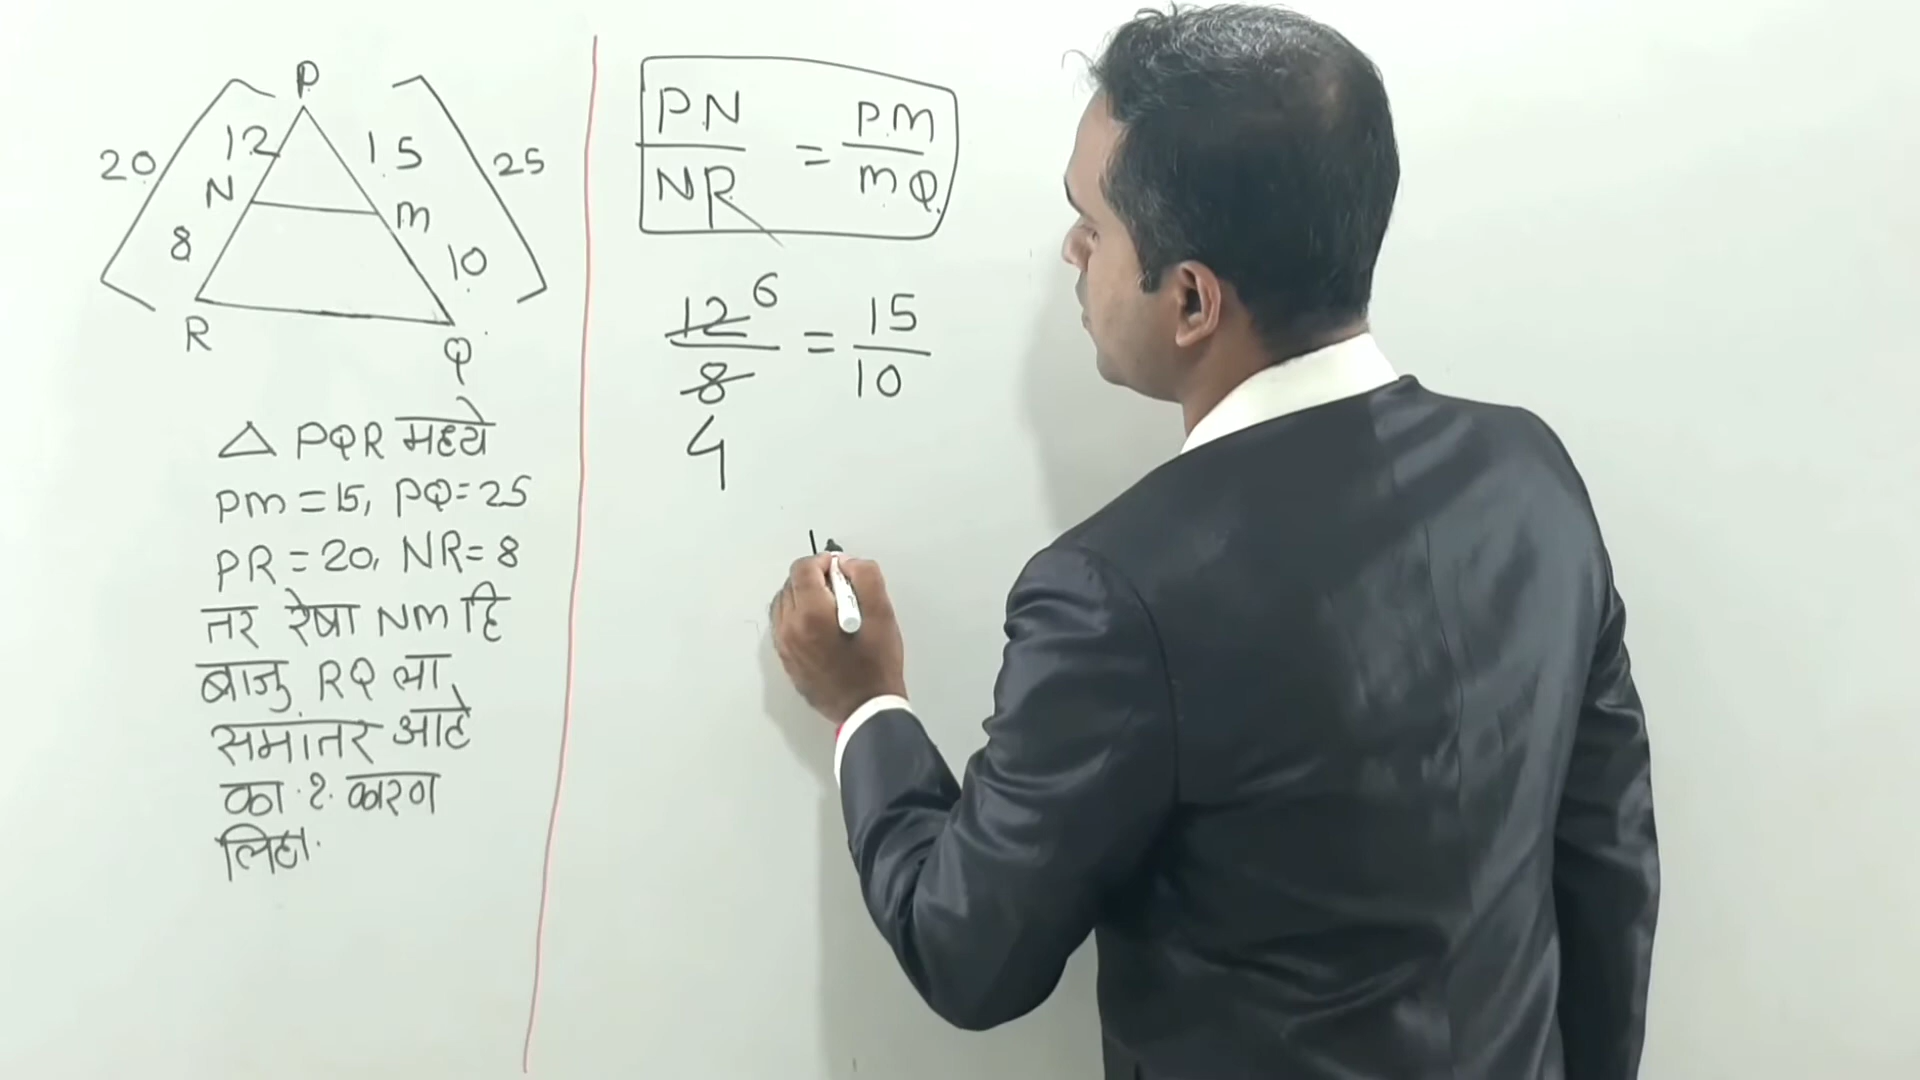 P
20
12
15
25
N
m
8
10
R
Q
△ PQR मध्ये
PM = 15, PQ = 25
PR = 20, NR = 8
तर रेषा NM हि
बाजु RQ ला
समांतर आहे
का ? कारण
लिहा.
PN/NR = PM/MQ
12/8 = 15/10
6
4